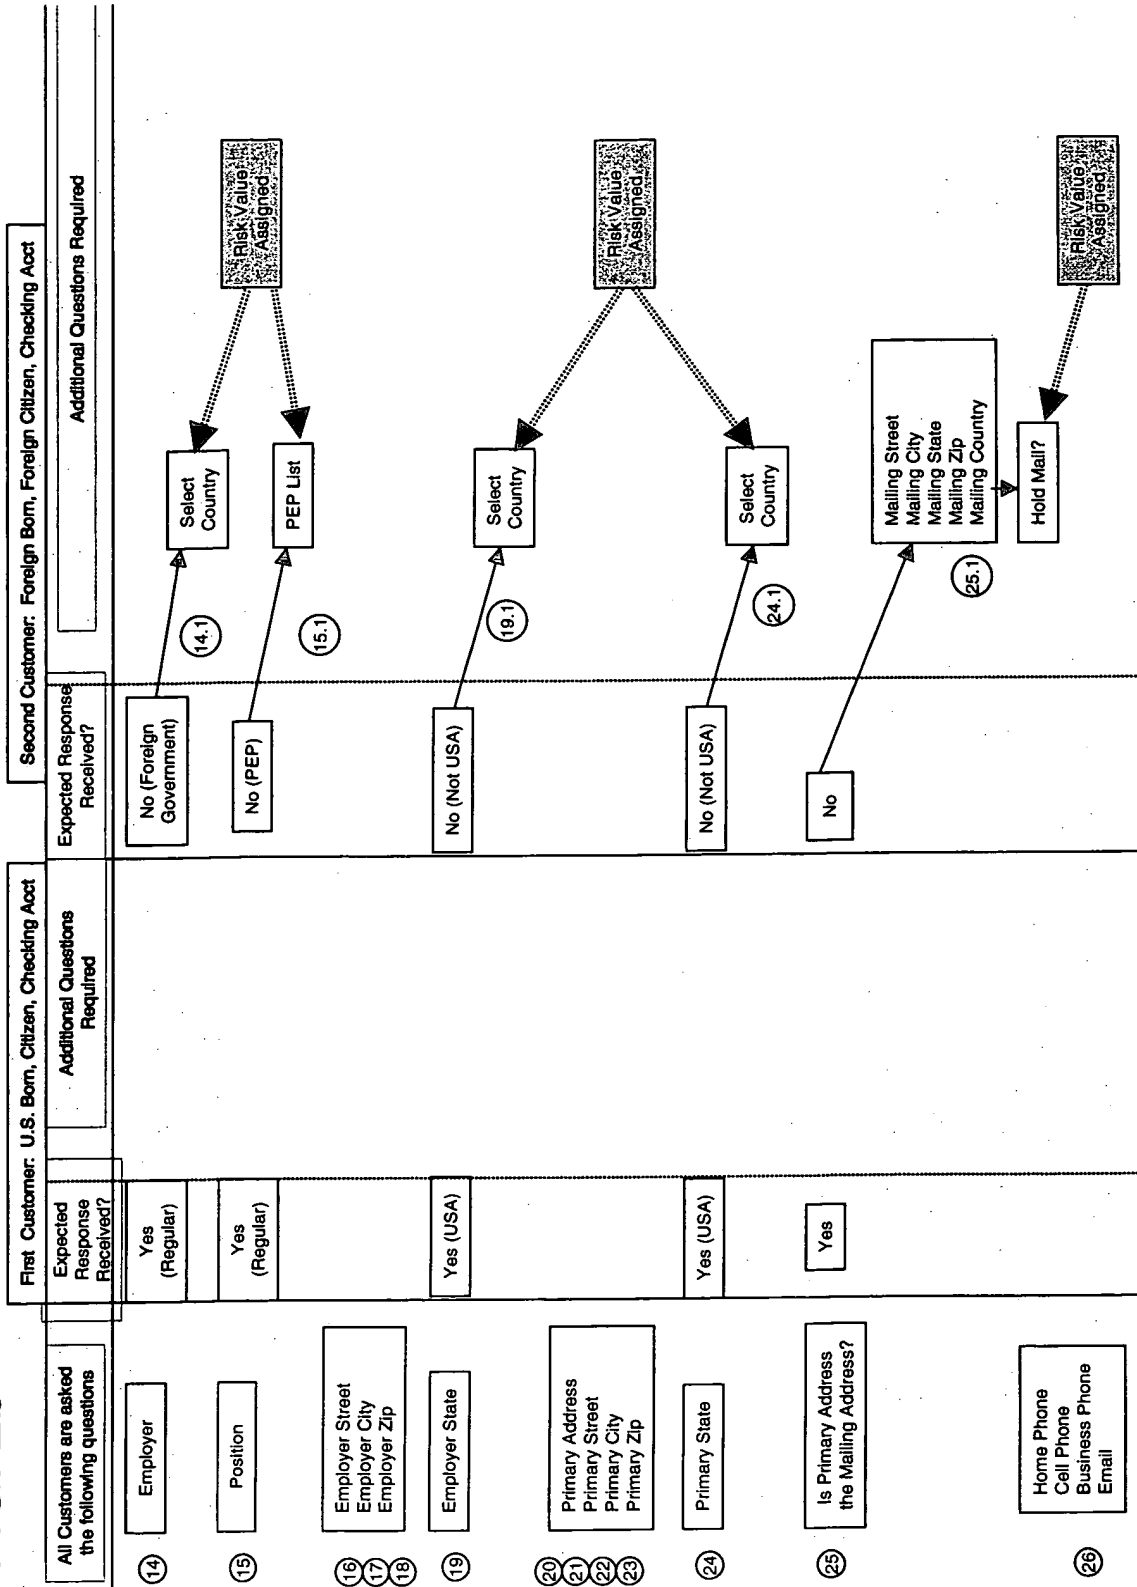 First Customer: U.S. Born, Citizen, Checking Acct
Second Customer: Foreign Born, Foreign Citizen, Checking Acct
All Customers are asked
the following questions
Expected
Response
Received?
Additional Questions
Required
Expected Response
Received?
Additional Questions Required
14
Employer
Yes
(Regular)
No (Foreign
Government)
14.1
Select
Country
Risk Value
Assigned
15
Position
Yes
(Regular)
No (PEP)
15.1
PEP List
16
17
18
Employer Street
Employer City
Employer Zip
19
Employer State
Yes (USA)
No (Not USA)
19.1
Select
Country
Risk Value
Assigned
20
21
22
23
Primary Address
Primary Street
Primary City
Primary Zip
24
Primary State
Yes (USA)
No (Not USA)
24.1
Select
Country
25
Is Primary Address
the Mailing Address?
Yes
No
25.1
Mailing Street
Mailing City
Mailing State
Mailing Zip
Mailing Country
Hold Mail?
Risk Value
Assigned
26
Home Phone
Cell Phone
Business Phone
Email